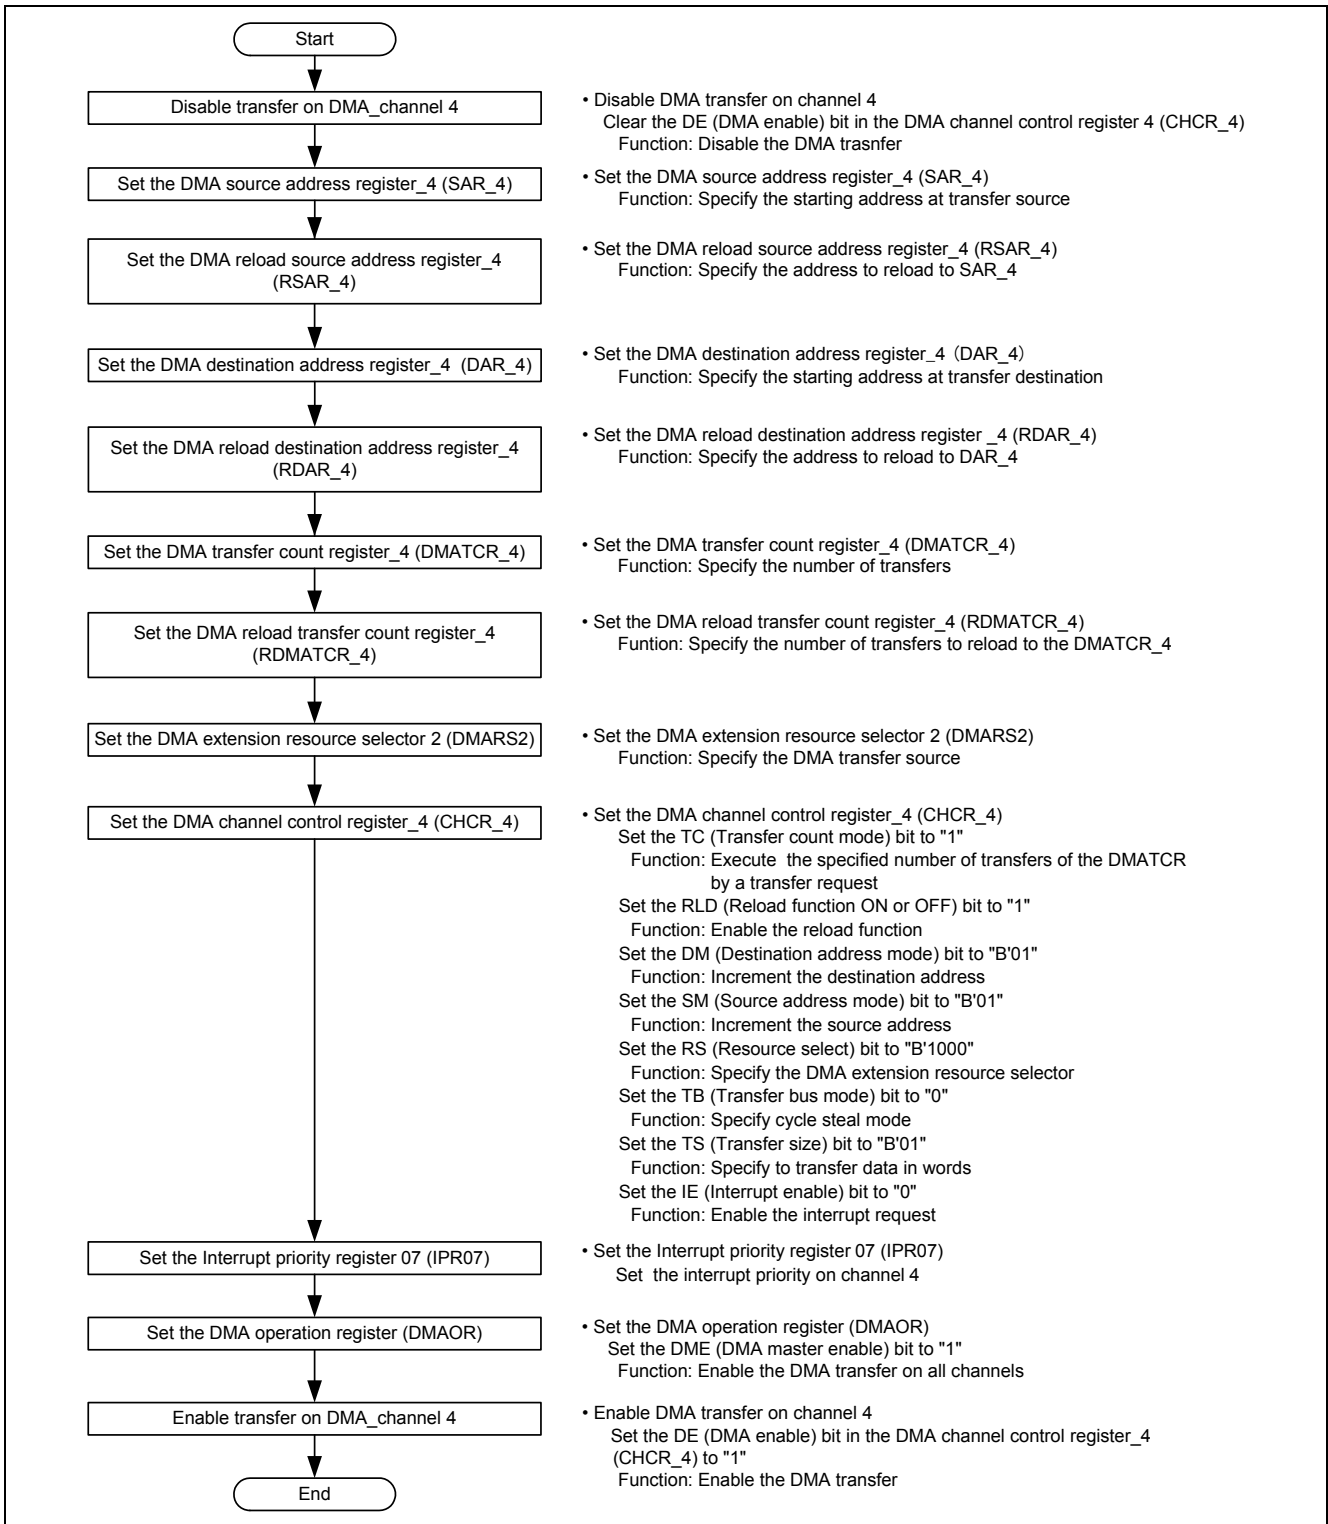 Start
Disable transfer on DMA_channel 4
• Disable DMA transfer on channel 4
Clear the DE (DMA enable) bit in the DMA channel control register 4 (CHCR_4)
Function: Disable the DMA trasnfer
Set the DMA source address register_4 (SAR_4)
• Set the DMA source address register_4 (SAR_4)
Function: Specify the starting address at transfer source
Set the DMA reload source address register_4
(RSAR_4)
• Set the DMA reload source address register_4 (RSAR_4)
Function: Specify the address to reload to SAR_4
Set the DMA destination address register_4 (DAR_4)
• Set the DMA destination address register_4（DAR_4）
Function: Specify the starting address at transfer destination
Set the DMA reload destination address register_4
(RDAR_4)
• Set the DMA reload destination address register _4 (RDAR_4)
Function: Specify the address to reload to DAR_4
Set the DMA transfer count register_4 (DMATCR_4)
• Set the DMA transfer count register_4 (DMATCR_4)
Function: Specify the number of transfers
Set the DMA reload transfer count register_4
(RDMATCR_4)
• Set the DMA reload transfer count register_4 (RDMATCR_4)
Funtion: Specify the number of transfers to reload to the DMATCR_4
Set the DMA extension resource selector 2 (DMARS2)
• Set the DMA extension resource selector 2 (DMARS2)
Function: Specify the DMA transfer source
Set the DMA channel control register_4 (CHCR_4)
• Set the DMA channel control register_4 (CHCR_4)
Set the TC (Transfer count mode) bit to "1"
Function: Execute the specified number of transfers of the DMATCR
by a transfer request
Set the RLD (Reload function ON or OFF) bit to "1"
Function: Enable the reload function
Set the DM (Destination address mode) bit to "B'01"
Function: Increment the destination address
Set the SM (Source address mode) bit to "B'01"
Function: Increment the source address
Set the RS (Resource select) bit to "B'1000"
Function: Specify the DMA extension resource selector
Set the TB (Transfer bus mode) bit to "0"
Function: Specify cycle steal mode
Set the TS (Transfer size) bit to "B'01"
Function: Specify to transfer data in words
Set the IE (Interrupt enable) bit to "0"
Function: Enable the interrupt request
Set the Interrupt priority register 07 (IPR07)
• Set the Interrupt priority register 07 (IPR07)
Set the interrupt priority on channel 4
Set the DMA operation register (DMAOR)
• Set the DMA operation register (DMAOR)
Set the DME (DMA master enable) bit to "1"
Function: Enable the DMA transfer on all channels
Enable transfer on DMA_channel 4
• Enable DMA transfer on channel 4
Set the DE (DMA enable) bit in the DMA channel control register_4
(CHCR_4) to "1"
Function: Enable the DMA transfer
End